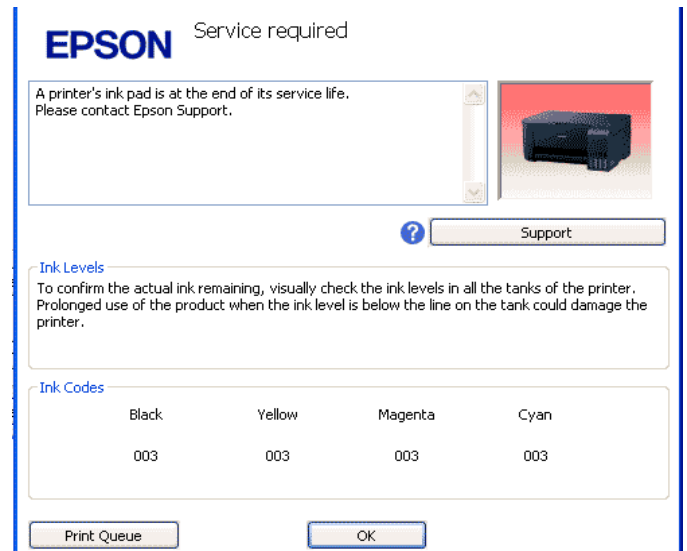 EPSON
Service required
A printer's ink pad is at the end of its service life.
Please contact Epson Support.
?
Support
Ink Levels
To confirm the actual ink remaining, visually check the ink levels in all the tanks of the printer.
Prolonged use of the product when the ink level is below the line on the tank could damage the
printer.
Ink Codes
Black Yellow Magenta Cyan
003 003 003 003
Print Queue OK